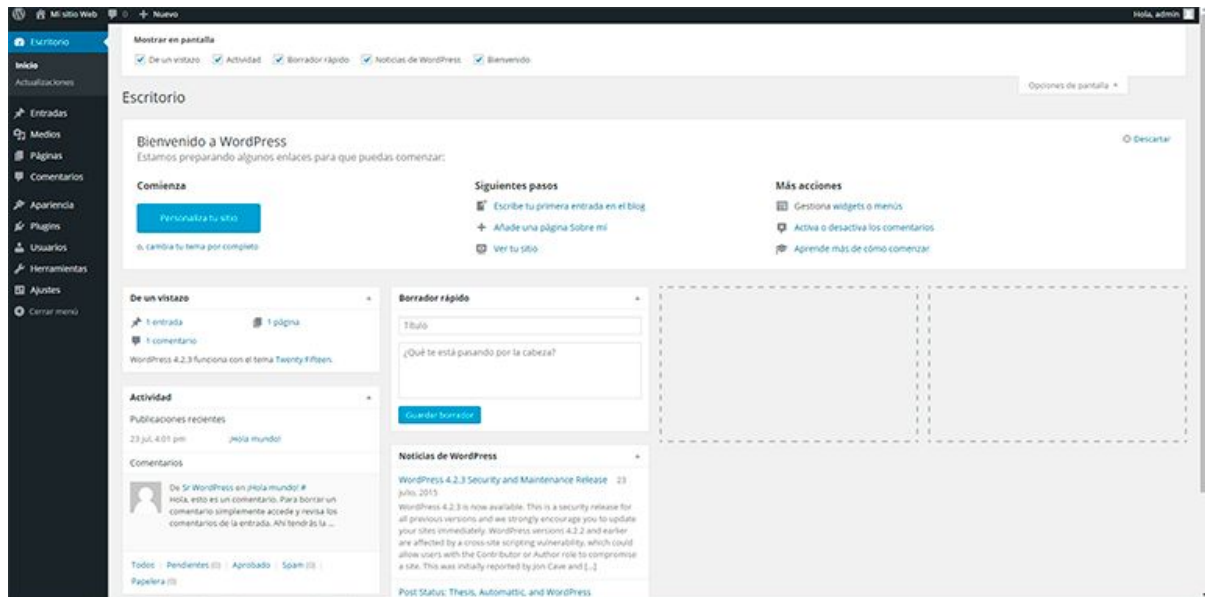 Mi sitio Web 0 + Nuevo
Hola, admin
Escritorio
Inicio
Actualizaciones
Entradas
Medios
Páginas
Comentarios
Apariencia
Plugins
Usuarios
Herramientas
Ajustes
Cerrar menú
Mostrar en pantalla
De un vistazo Actividad Borrador rápido Noticias de WordPress Bienvenido
Opciones de pantalla
Escritorio
Bienvenido a WordPress
Descartar
Estamos preparando algunos enlaces para que puedas comenzar:
Comienza
Personaliza tu sitio
o, cambia tu tema por completo
Siguientes pasos
Escribe tu primera entrada en el blog
Añade una página Sobre mí
Ver tu sitio
Más acciones
Gestiona widgets o menús
Activa o desactiva los comentarios
Aprende más de cómo comenzar
De un vistazo
1 entrada 1 página
1 comentario
WordPress 4.2.3 funciona con el tema Twenty Fifteen.
Actividad
Publicaciones recientes
23 jul, 4:01 pm ¡Hola mundo!
Comentarios
De Sr WordPress en ¡Hola mundo! #
Hola, esto es un comentario. Para borrar un
comentario simplemente accede y revisa los
comentarios de la entrada. Ahí tendrás la ...
Todos | Pendientes (0) | Aprobado | Spam (0) |
Papelera (0)
Borrador rápido
Título
¿Qué te está pasando por la cabeza?
Guardar borrador
Noticias de WordPress
WordPress 4.2.3 Security and Maintenance Release 23
julio, 2015
WordPress 4.2.3 is now available. This is a security release for
all previous versions and we strongly encourage you to update
your sites immediately. WordPress versions 4.2.2 and earlier
are affected by a cross-site scripting vulnerability, which could
allow users with the Contributor or Author role to compromise
a site. This was initially reported by Jon Cave and [...]
Post Status: Thesis, Automattic, and WordPress